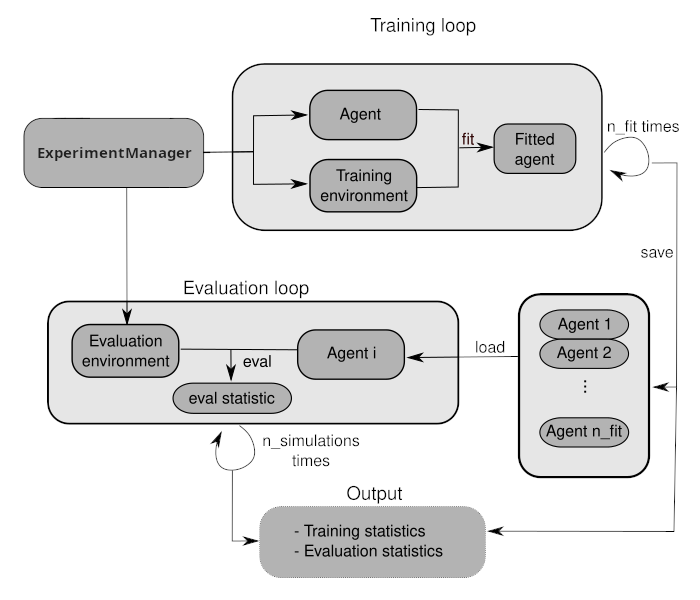 Training loop
ExperimentManager
Agent
Training
environment
fit
Fitted
agent
n_fit times
save
Evaluation loop
Evaluation
environment
eval
Agent i
eval statistic
load
Agent 1
Agent 2
⋮
Agent n_fit
n_simulations
times
Output
- Training statistics
- Evaluation statistics